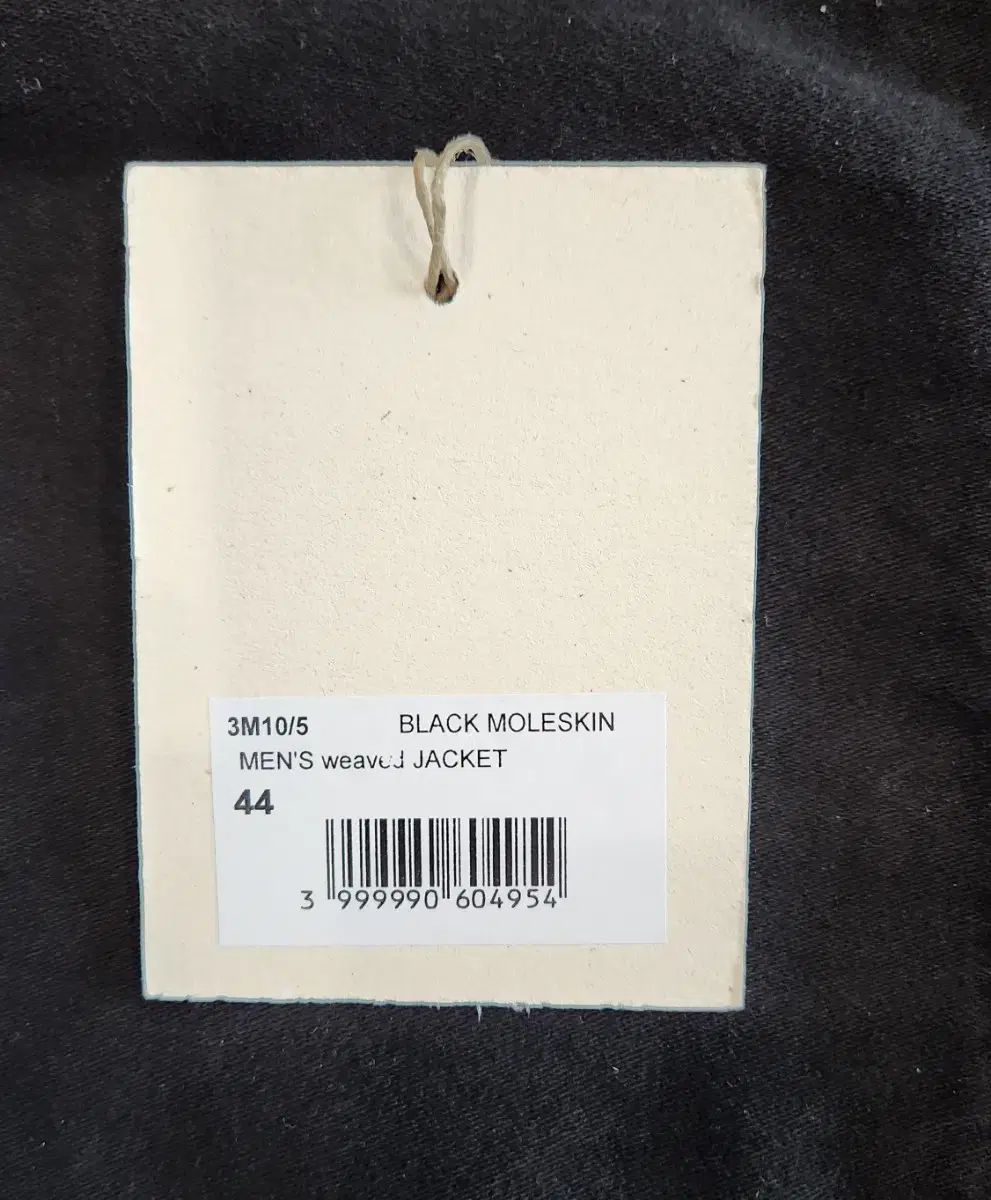 3M10/5 BLACK MOLESKIN
MEN'S weaved JACKET
44
3 999990 604954